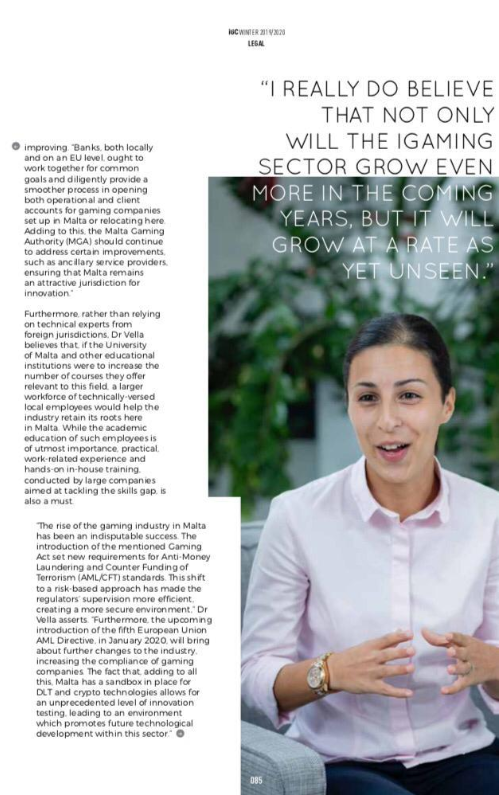 iGC WINTER 2019/2020
LEGAL
“I REALLY DO BELIEVE
THAT NOT ONLY
WILL THE IGAMING
SECTOR GROW EVEN
MORE IN THE COMING
YEARS, BUT IT WILL
GROW AT A RATE AS
YET UNSEEN.”
improving. “Banks, both locally
and on an EU level, ought to
work together for common
goals and diligently provide a
smoother process in opening
both operational and client
accounts for gaming companies
set up in Malta or relocating here.
Adding to this, the Malta Gaming
Authority (MGA) should continue
to address certain improvements,
such as ancillary service providers,
ensuring that Malta remains
an attractive jurisdiction for
innovation.”
Furthermore, rather than relying
on technical experts from
foreign jurisdictions, Dr Vella
believes that, if the University
of Malta and other educational
institutions were to increase the
number of courses they offer
relevant to this field, a larger
workforce of technically-versed
local employees would help the
industry retain its roots here
in Malta. While the academic
education of such employees is
of utmost importance, practical,
work-related experience and
hands-on in-house training,
conducted by large companies
aimed at tackling the skills gap, is
also a must.
“The rise of the gaming industry in Malta
has been an indisputable success. The
introduction of the mentioned Gaming
Act set new requirements for Anti-Money
Laundering and Counter Funding of
Terrorism (AML/CFT) standards. This shift
to a risk-based approach has made the
regulators’ supervision more efficient,
creating a more secure environment,” Dr
Vella asserts. “Furthermore, the upcoming
introduction of the fifth European Union
AML Directive, in January 2020, will bring
about further changes to the industry,
increasing the compliance of gaming
companies. The fact that, adding to all
this, Malta has a sandbox in place for
DLT and crypto technologies allows for
an unprecedented level of innovation
testing, leading to an environment
which promotes future technological
development within this sector.”
085